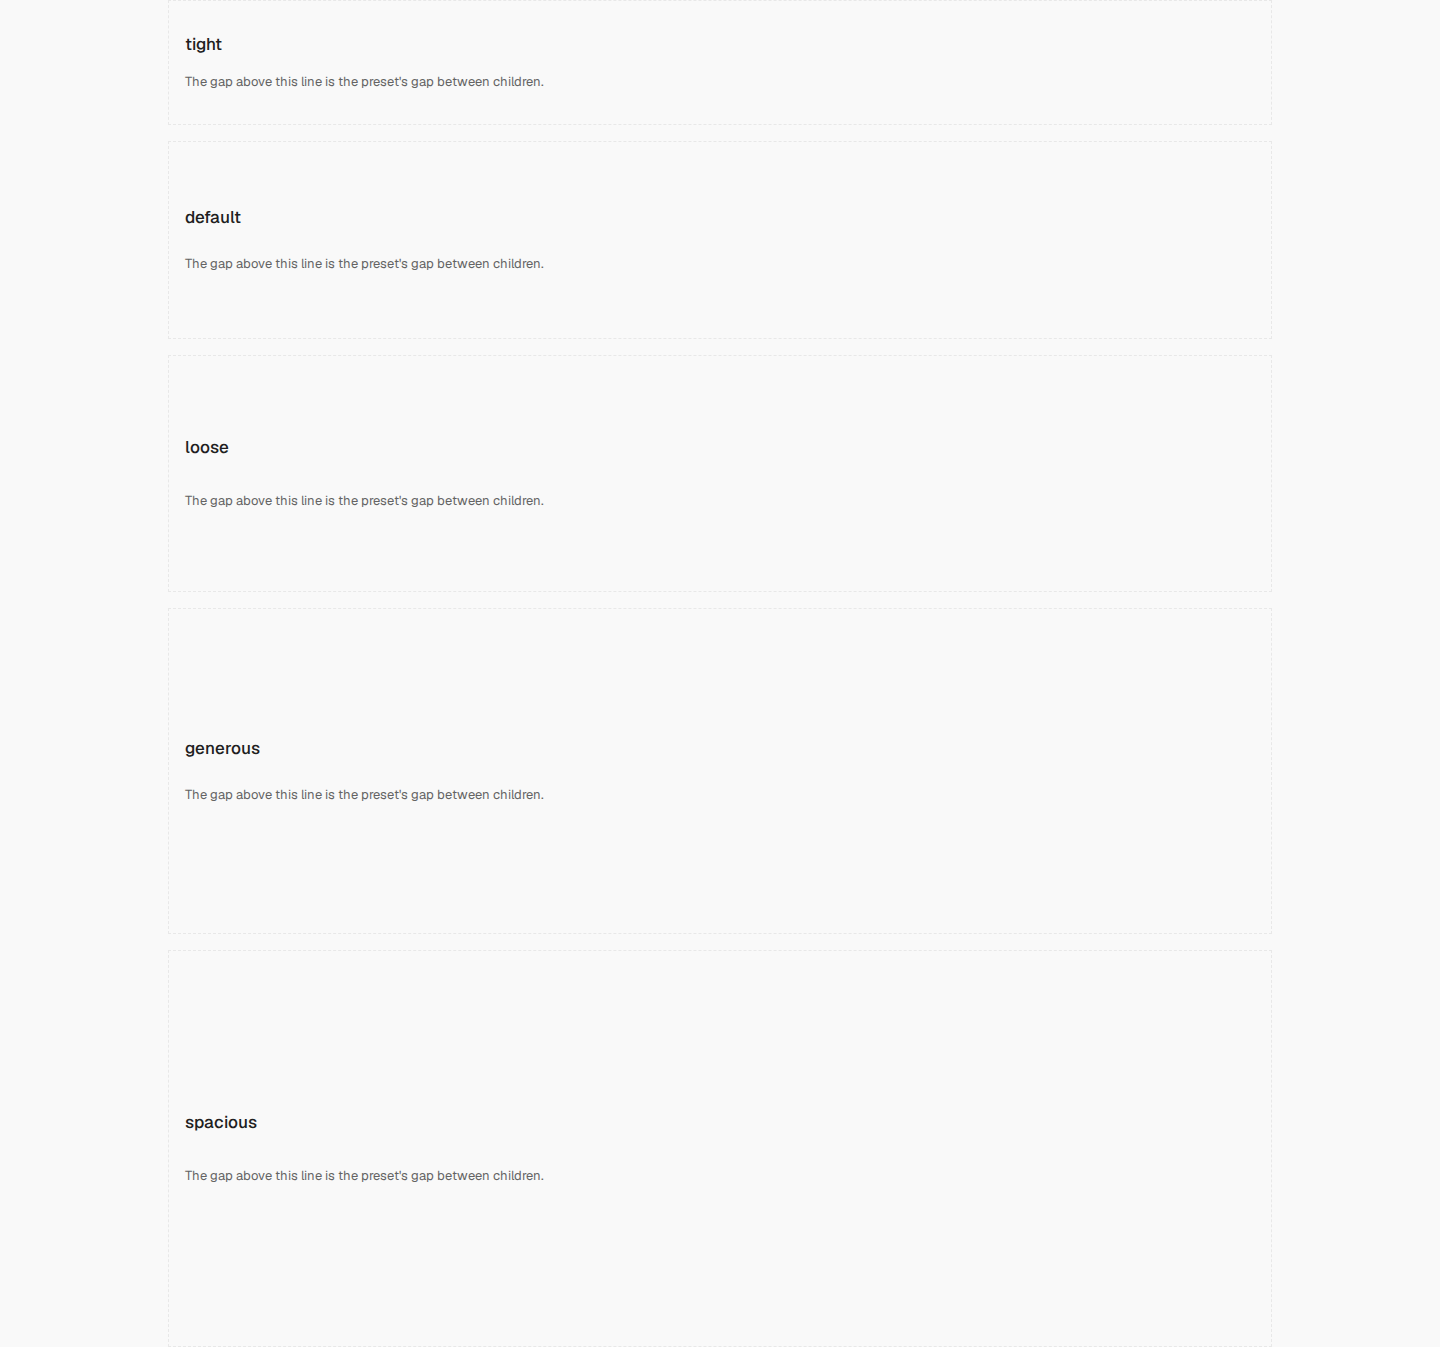 tight
The gap above this line is the preset's gap between children.
default
The gap above this line is the preset's gap between children.
loose
The gap above this line is the preset's gap between children.
generous
The gap above this line is the preset's gap between children.
spacious
The gap above this line is the preset's gap between children.